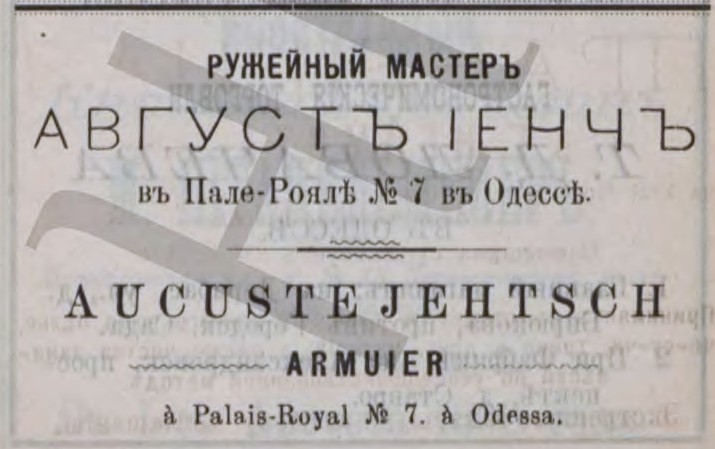 РУЖЕЙНЫЙ МАСТЕРЪ
АВГУСТЪ ІЕНЧЪ
въ Пале-Роялѣ № 7 въ Одессѣ.
AUCUSTE JEHTSCH
ARMUIER
à Palais-Royal № 7. à Odessa.